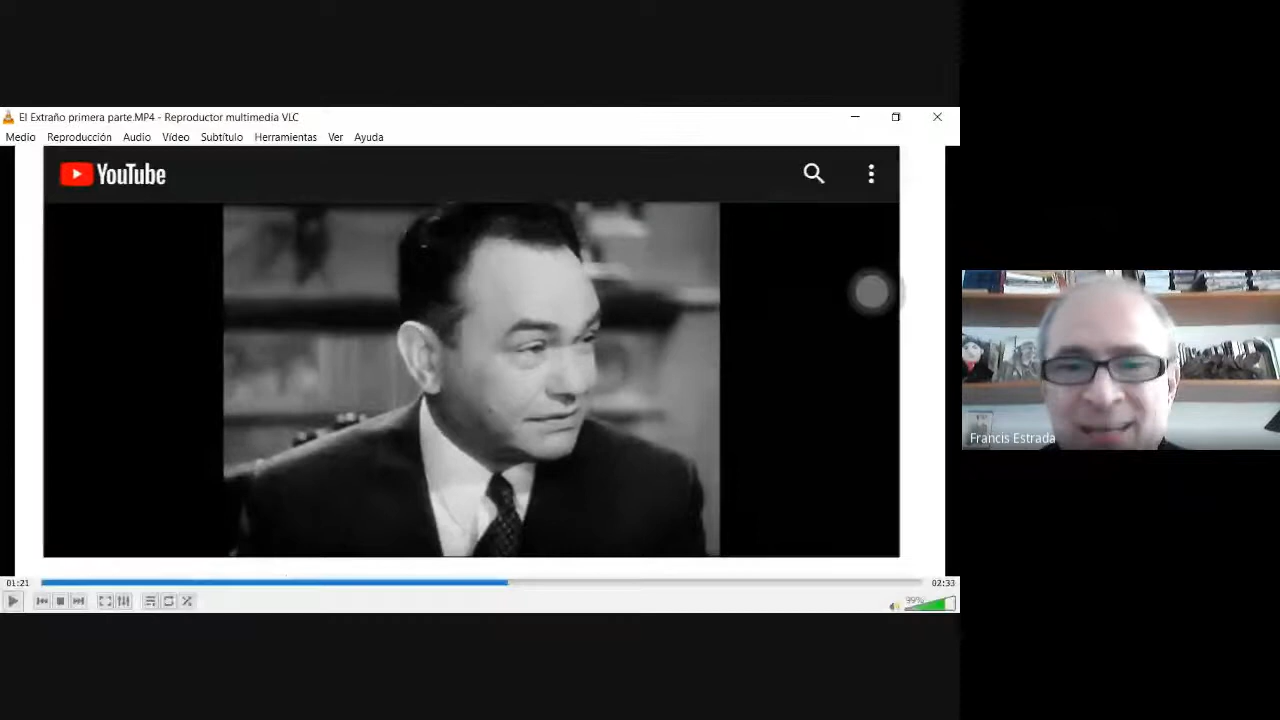 El Extraño primera parte.MP4 - Reproductor multimedia VLC
Medio Reproducción Audio Vídeo Subtítulo Herramientas Ver Ayuda
YouTube
Francis Estrada
01:21
02:33
99%